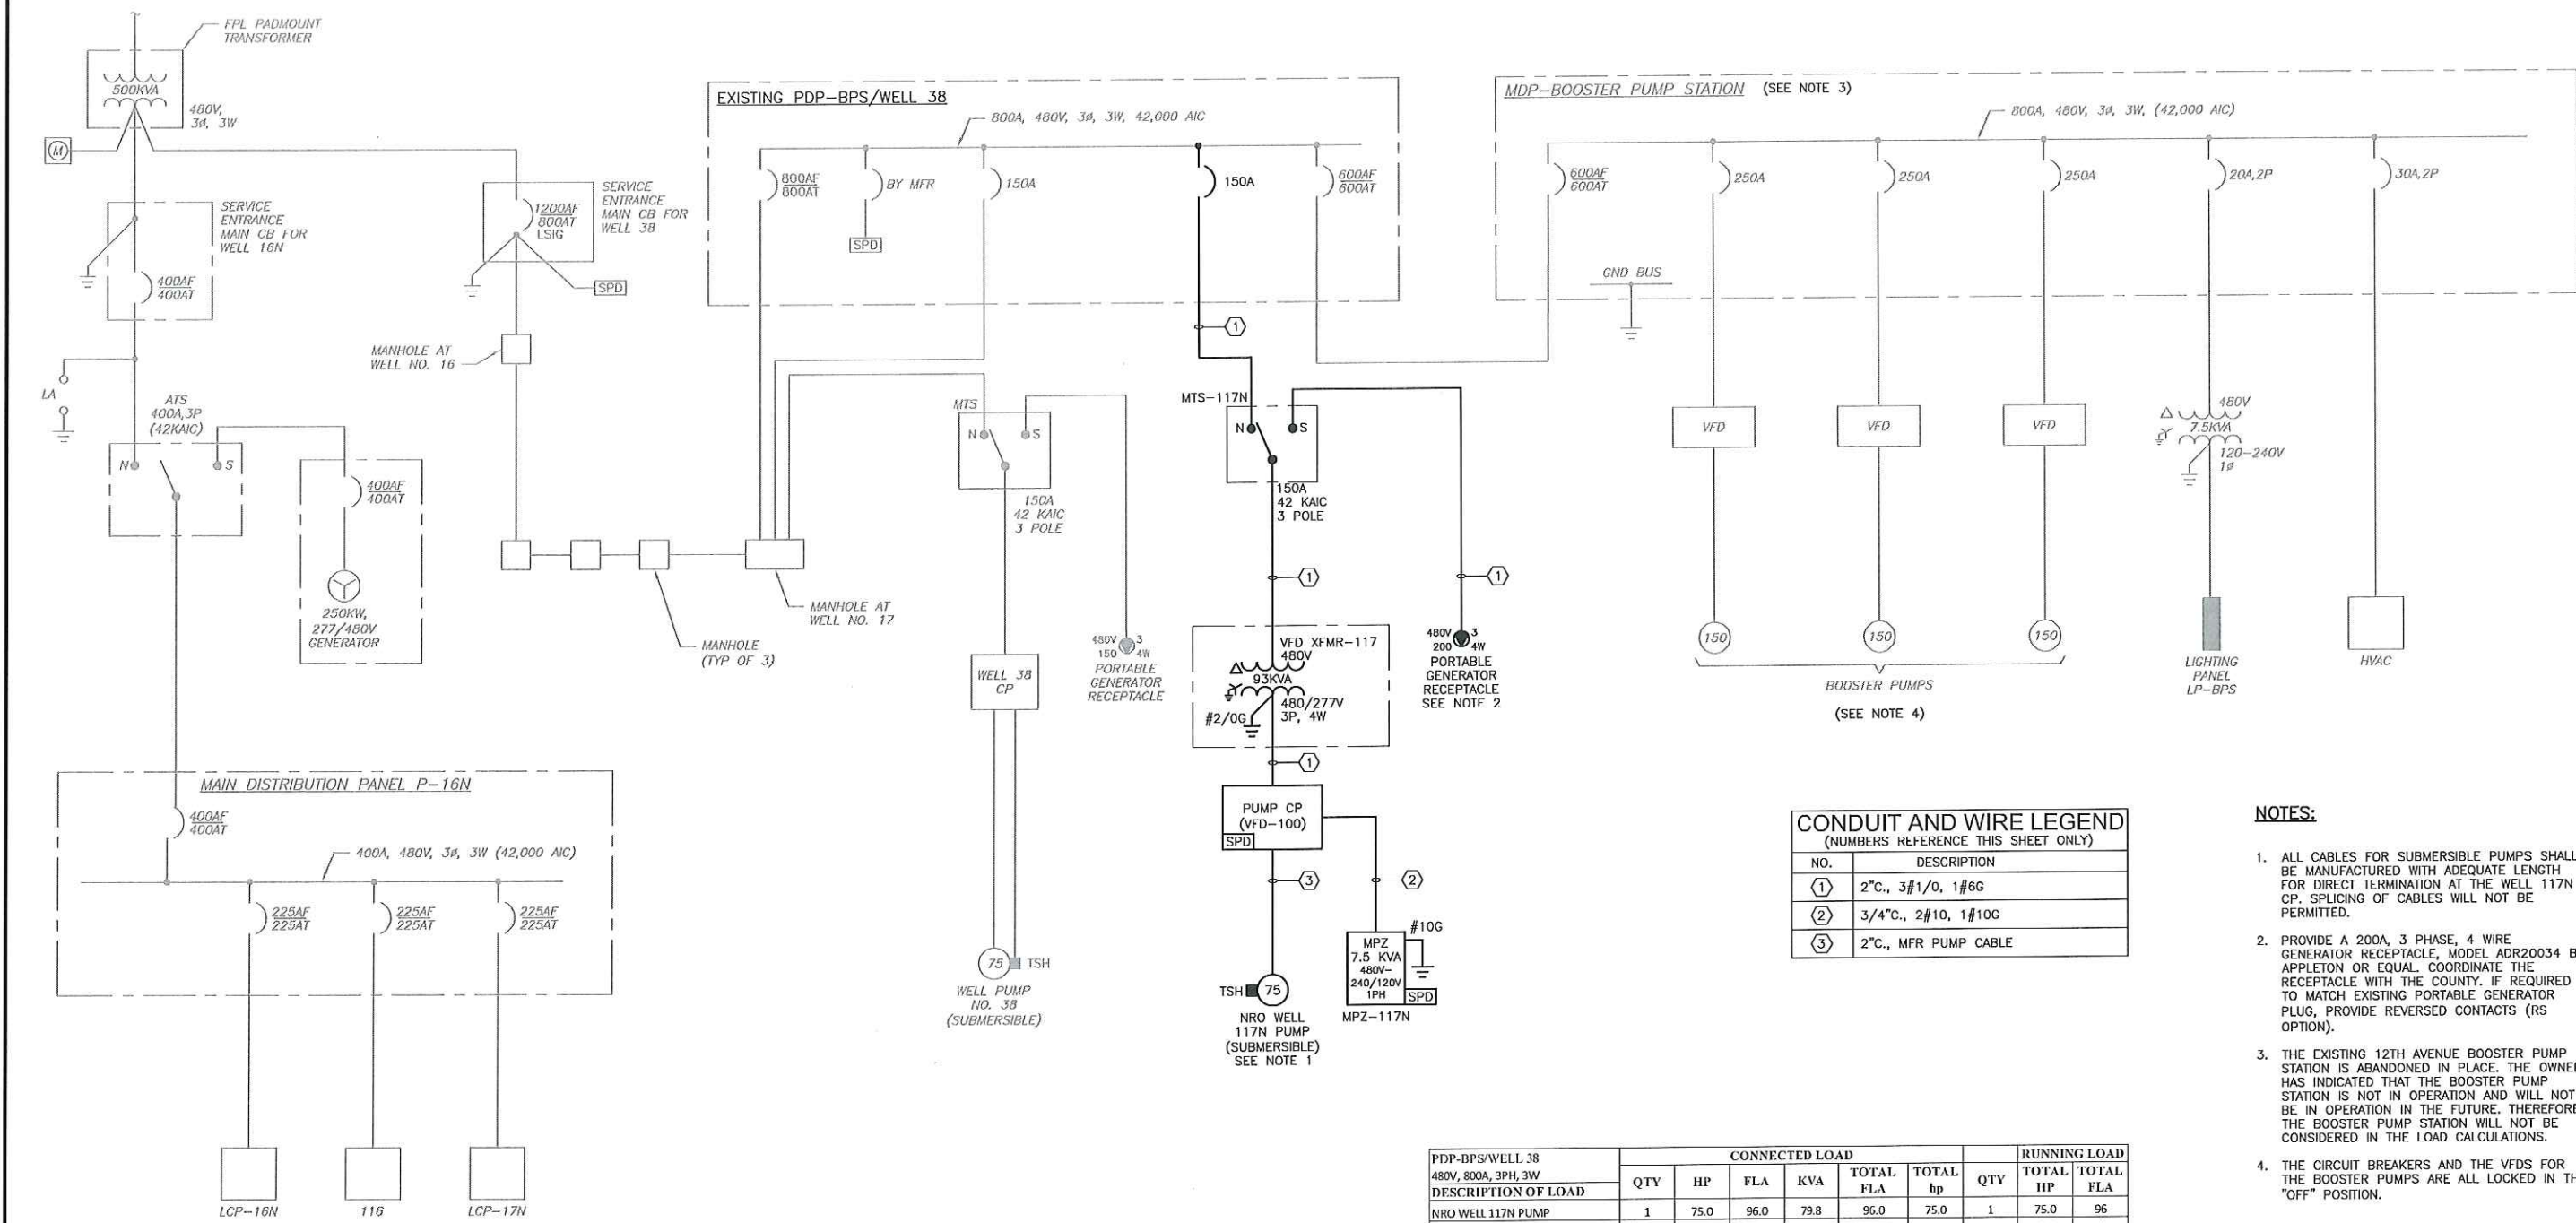 FPL PADMOUNT
TRANSFORMER
500KVA
480V,
3ø, 3W
M
SERVICE
ENTRANCE
MAIN CB FOR
WELL 16N
400AF
400AT
LA
ATS
400A,3P
(42KAIC)
N
S
400AF
400AT
250KW,
277/480V
GENERATOR
1200AF
800AT
LSIG
SERVICE
ENTRANCE
MAIN CB FOR
WELL 38
SPD
MANHOLE AT
WELL NO. 16
MANHOLE
(TYP OF 3)
MANHOLE AT
WELL NO. 17
MAIN DISTRIBUTION PANEL P-16N
400AF
400AT
400A, 480V, 3ø, 3W (42,000 AIC)
225AF
225AT
225AF
225AT
225AF
225AT
LCP-16N
116
LCP-17N
EXISTING PDP-BPS/WELL 38
800A, 480V, 3ø, 3W, 42,000 AIC
800AF
800AT
BY MFR
SPD
150A
150A
600AF
600AT
1
MTS
N
S
150A
42 KAIC
3 POLE
WELL 38
CP
480V 3
150 4W
PORTABLE
GENERATOR
RECEPTACLE
75
TSH
WELL PUMP
NO. 38
(SUBMERSIBLE)
MTS-117N
N
S
150A
42 KAIC
3 POLE
1
1
VFD XFMR-117
480V
93KVA
480/277V
3P, 4W
#2/0G
480V 3
200 4W
PORTABLE
GENERATOR
RECEPTACLE
SEE NOTE 2
1
PUMP CP
(VFD-100)
SPD
3
2
#10G
MPZ
7.5 KVA
480V-
240/120V
1PH
SPD
MPZ-117N
TSH
75
NRO WELL
117N PUMP
(SUBMERSIBLE)
SEE NOTE 1
MDP-BOOSTER PUMP STATION (SEE NOTE 3)
800A, 480V, 3ø, 3W, (42,000 AIC)
600AF
600AT
250A
250A
250A
20A,2P
30A,2P
GND BUS
VFD
VFD
VFD
480V
7.5KVA
120-240V
1ø
150
150
150
BOOSTER PUMPS
(SEE NOTE 4)
LIGHTING
PANEL
LP-BPS
HVAC
CONDUIT AND WIRE LEGEND
(NUMBERS REFERENCE THIS SHEET ONLY)
NO. DESCRIPTION
1 2"C., 3#1/0, 1#6G
2 3/4"C., 2#10, 1#10G
3 2"C., MFR PUMP CABLE
NOTES:
1. ALL CABLES FOR SUBMERSIBLE PUMPS SHALL
BE MANUFACTURED WITH ADEQUATE LENGTH
FOR DIRECT TERMINATION AT THE WELL 117N
CP. SPLICING OF CABLES WILL NOT BE
PERMITTED.
2. PROVIDE A 200A, 3 PHASE, 4 WIRE
GENERATOR RECEPTACLE, MODEL ADR20034 B
APPLETON OR EQUAL. COORDINATE THE
RECEPTACLE WITH THE COUNTY. IF REQUIRED
TO MATCH EXISTING PORTABLE GENERATOR
PLUG, PROVIDE REVERSED CONTACTS (RS
OPTION).
3. THE EXISTING 12TH AVENUE BOOSTER PUMP
STATION IS ABANDONED IN PLACE. THE OWNE
HAS INDICATED THAT THE BOOSTER PUMP
STATION IS NOT IN OPERATION AND WILL NOT
BE IN OPERATION IN THE FUTURE. THEREFORE
THE BOOSTER PUMP STATION WILL NOT BE
CONSIDERED IN THE LOAD CALCULATIONS.
4. THE CIRCUIT BREAKERS AND THE VFDS FOR
THE BOOSTER PUMPS ARE ALL LOCKED IN TH
"OFF" POSITION.
PDP-BPS/WELL 38 CONNECTED LOAD RUNNING LOAD
480V, 800A, 3PH, 3W
DESCRIPTION OF LOAD QTY HP FLA KVA TOTAL FLA TOTAL hp QTY TOTAL HP TOTAL FLA
NRO WELL 117N PUMP 1 75.0 96.0 79.8 96.0 75.0 1 75.0 96